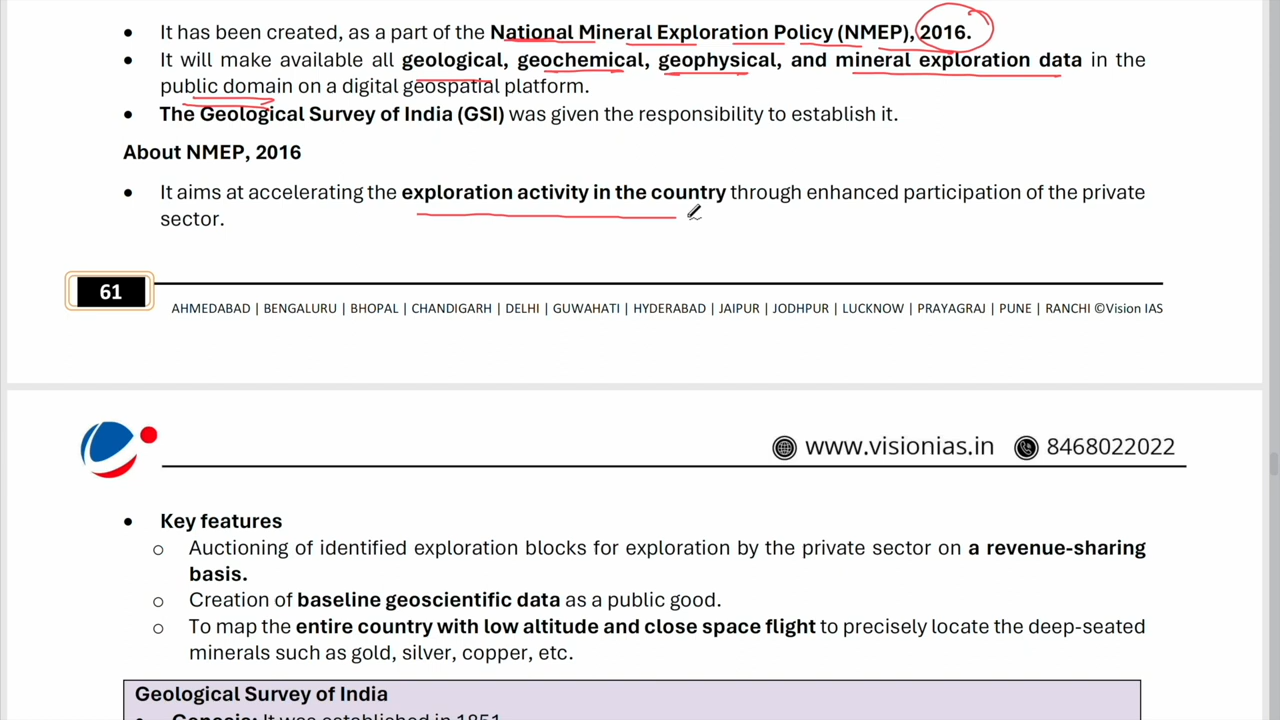 • It has been created, as a part of the National Mineral Exploration Policy (NMEP), 2016.
• It will make available all geological, geochemical, geophysical, and mineral exploration data in the
public domain on a digital geospatial platform.
• The Geological Survey of India (GSI) was given the responsibility to establish it.
About NMEP, 2016
• It aims at accelerating the exploration activity in the country through enhanced participation of the private
sector.
61
AHMEDABAD | BENGALURU | BHOPAL | CHANDIGARH | DELHI | GUWAHATI | HYDERABAD | JAIPUR | JODHPUR | LUCKNOW | PRAYAGRAJ | PUNE | RANCHI ©Vision IAS
www.visionias.in 8468022022
• Key features
o Auctioning of identified exploration blocks for exploration by the private sector on a revenue-sharing
basis.
o Creation of baseline geoscientific data as a public good.
o To map the entire country with low altitude and close space flight to precisely locate the deep-seated
minerals such as gold, silver, copper, etc.
Geological Survey of India
• Genesis: It was established in 1851